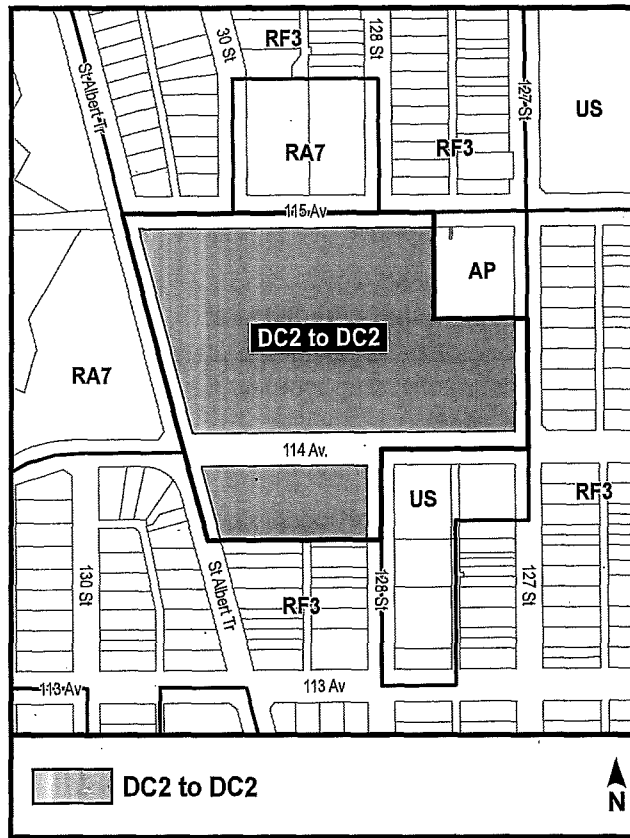 30 St
RF3
128 St
St Albert Tr
127 St
US
RA7
RF3
115 Av
AP
DC2 to DC2
RA7
114 Av.
US
RF3
130 St
St Albert Tr
RF3
128 St
127 St
113 Av
113 Av
DC2 to DC2
N